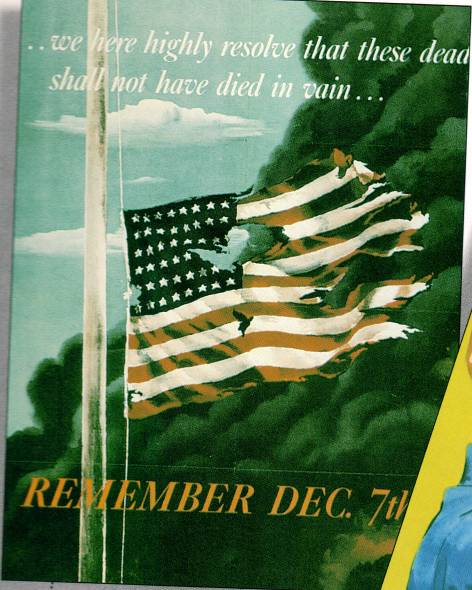 ..we here highly resolve that these dead
shall not have died in vain...
REMEMBER DEC. 7th